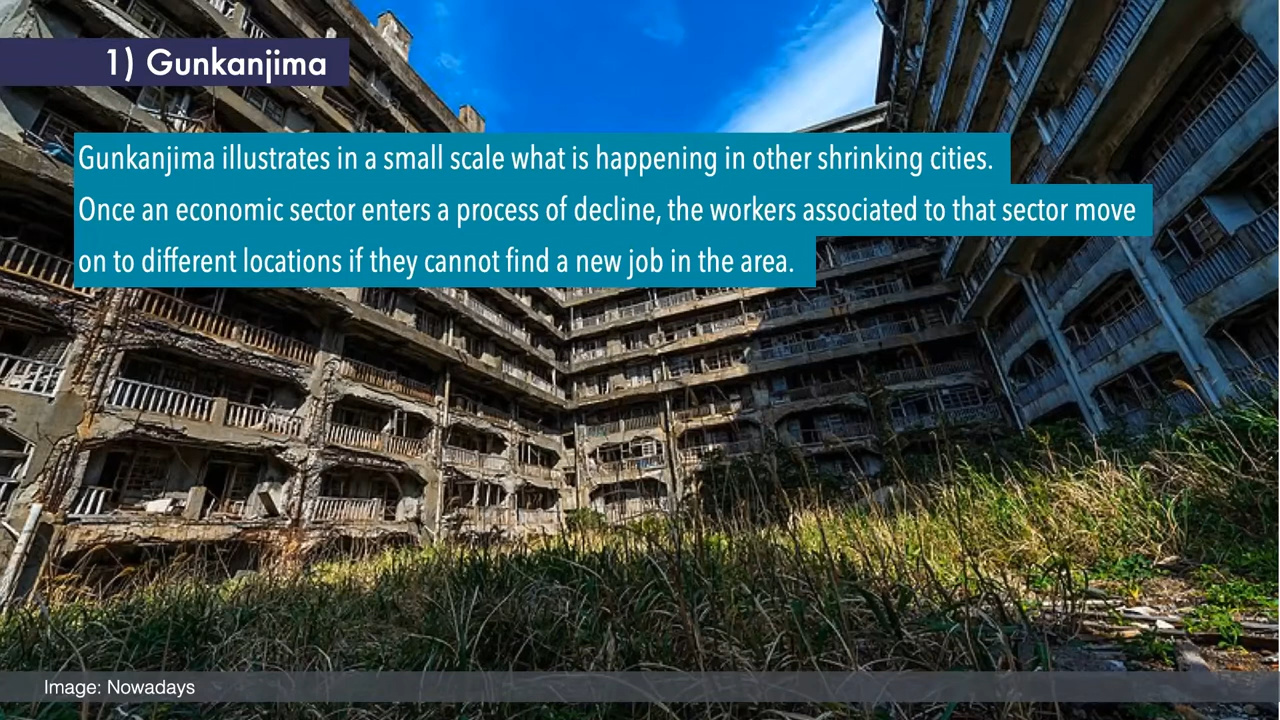 1) Gunkanjima
Gunkanjima illustrates in a small scale what is happening in other shrinking cities.
Once an economic sector enters a process of decline, the workers associated to that sector move
on to different locations if they cannot find a new job in the area.
Image: Nowadays